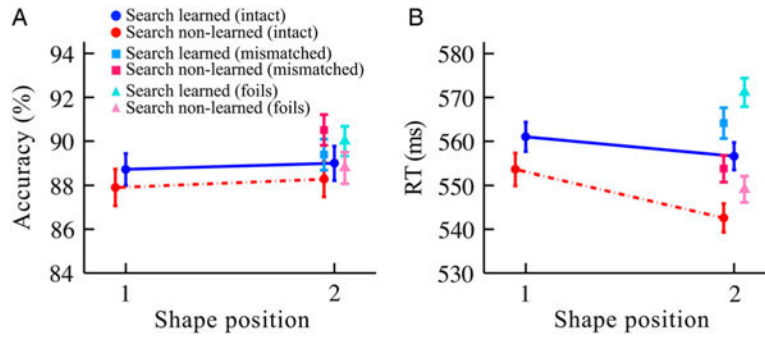 A
Search learned (intact)
Search non-learned (intact)
Search learned (mismatched)
Search non-learned (mismatched)
Search learned (foils)
Search non-learned (foils)
Accuracy (%)
94
92
90
88
86
84
1
2
Shape position
B
RT (ms)
580
570
560
550
540
530
1
2
Shape position